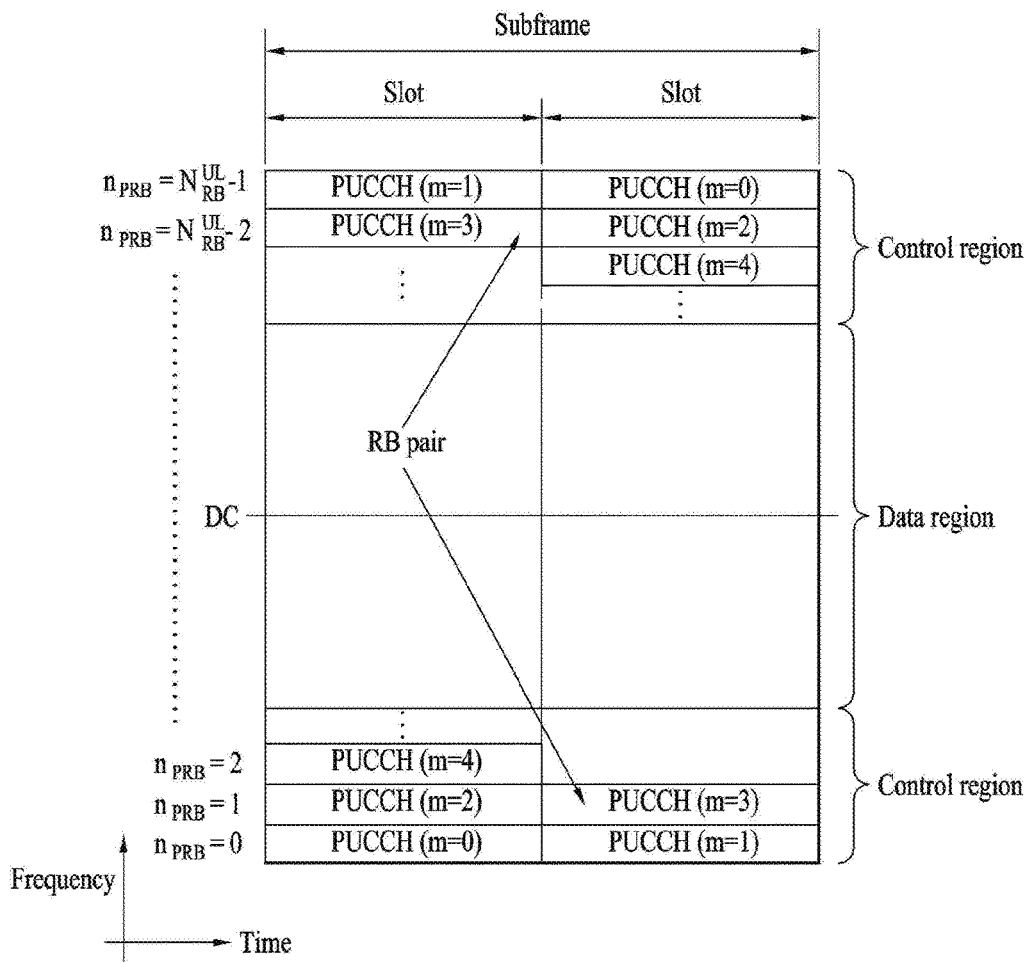 Subframe
Slot Slot
n PRB = N UL RB -1 PUCCH (m=1) PUCCH (m=0)
n PRB = N UL RB - 2 PUCCH (m=3) PUCCH (m=2)
PUCCH (m=4)
Control region
RB pair
DC
Data region
n PRB = 2 PUCCH (m=4)
n PRB = 1 PUCCH (m=2) PUCCH (m=3)
n PRB = 0 PUCCH (m=0) PUCCH (m=1)
Control region
Frequency
Time